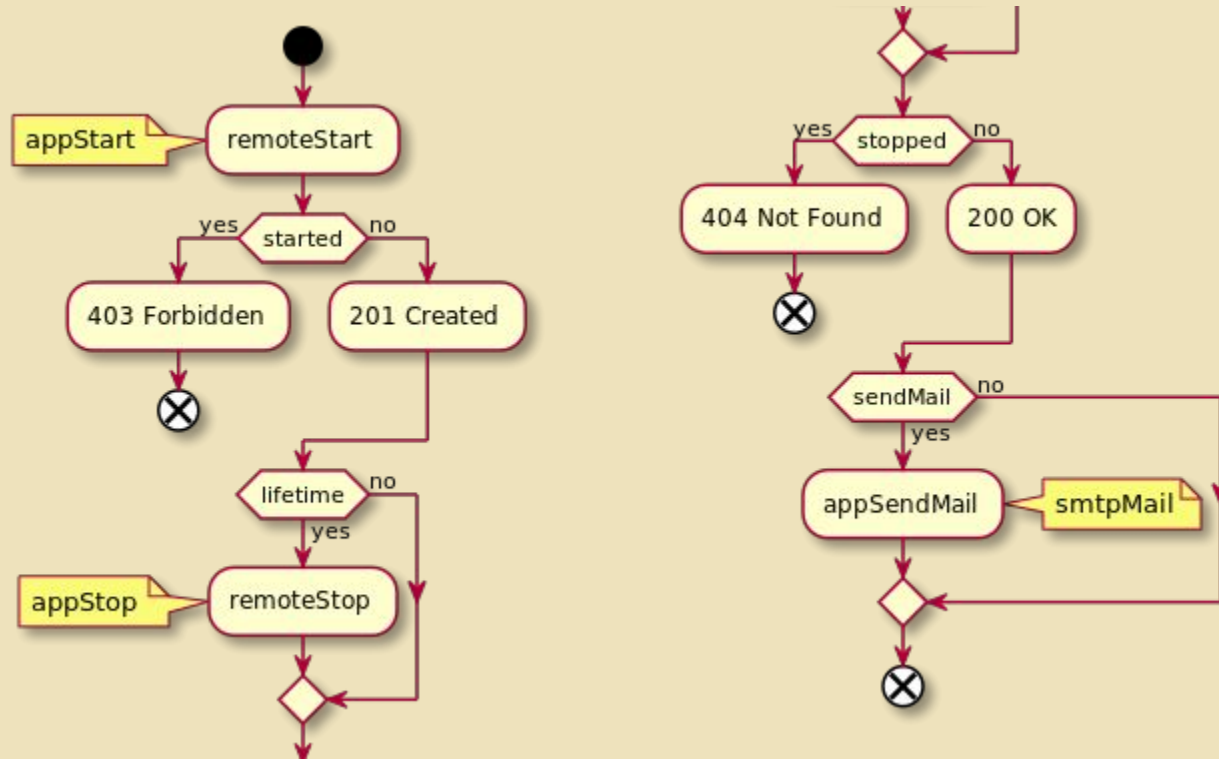 appStart
remoteStart
yes
started
no
403 Forbidden
201 Created
lifetime
no
yes
appStop
remoteStop
yes
stopped
no
404 Not Found
200 OK
sendMail
no
yes
appSendMail
smtpMail